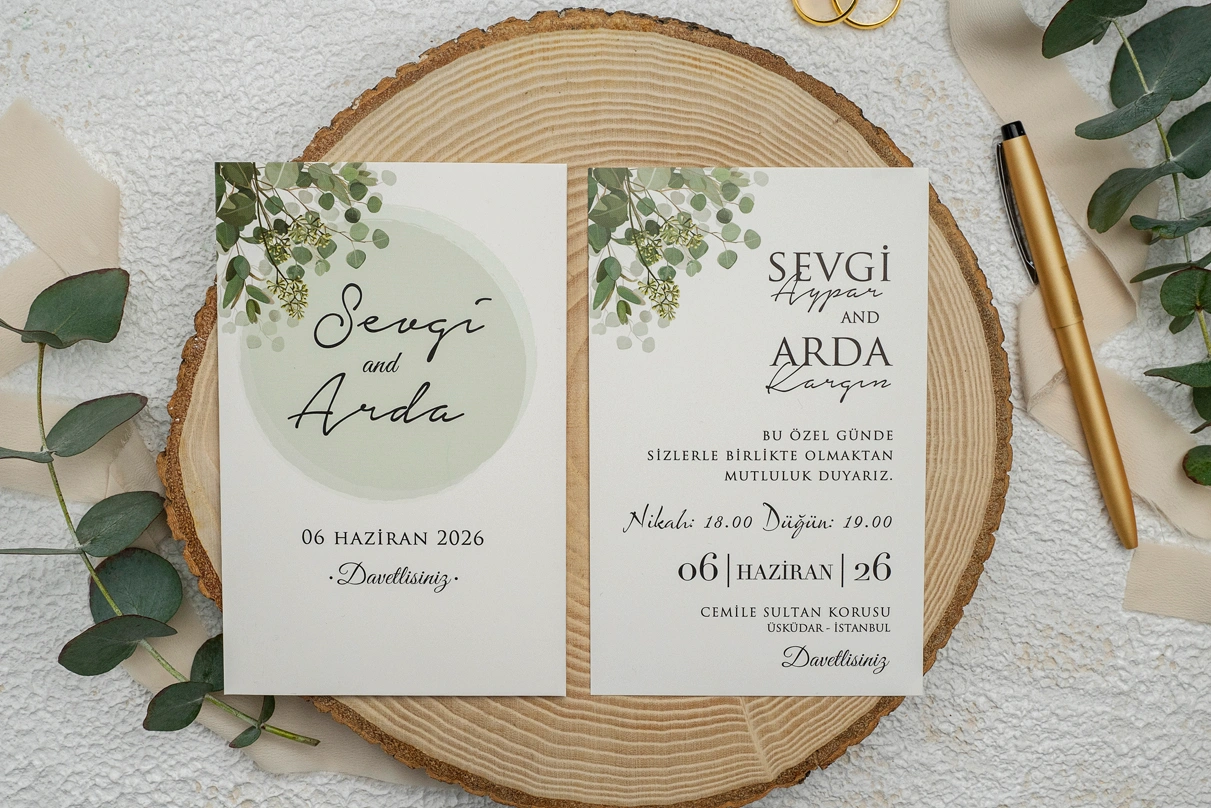 Sevgi
and
Arda
06 HAZİRAN 2026
·Davetlisiniz·
SEVGİ
Aypar
AND
ARDA
Kargın
BU ÖZEL GÜNDE
SİZLERLE BİRLİKTE OLMAKTAN
MUTLULUK DUYARIZ.
Nikah: 18.00 Düğün: 19.00
06|HAZİRAN|26
CEMİLE SULTAN KORUSU
ÜSKÜDAR - İSTANBUL
Davetlisiniz